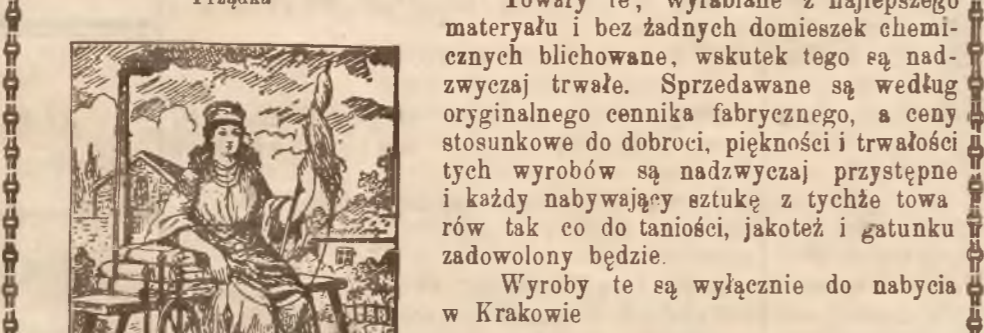 Prządka
Towary te, wyrabiane z najlepszego
materyału i bez żadnych domieszek chemi-
cznych blichowane, wskutek tego są nad-
zwyczaj trwałe. Sprzedawane są według
oryginalnego cennika fabrycznego, a ceny
stosunkowe do dobroci, piękności i trwałości
tych wyrobów są nadzwyczaj przystępne
i każdy nabywający sztukę z tychże towa
rów tak co do taniości, jakoteż i gatunku
zadowolony będzie.
Wyroby te są wyłącznie do nabycia
w Krakowie